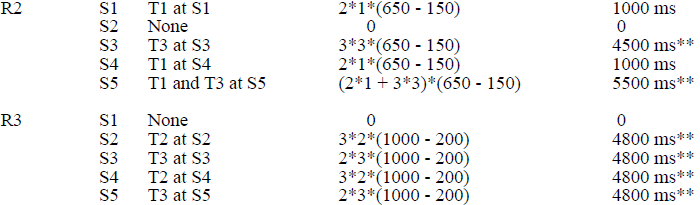 R2 S1 T1 at S1 2*1*(650 - 150) 1000 ms
S2 None 0 0
S3 T3 at S3 3*3*(650 - 150) 4500 ms**
S4 T1 at S4 2*1*(650 - 150) 1000 ms
S5 T1 and T3 at S5 (2*1 + 3*3)*(650 - 150) 5500 ms**
R3 S1 None 0 0
S2 T2 at S2 3*2*(1000 - 200) 4800 ms**
S3 T3 at S3 2*3*(1000 - 200) 4800 ms**
S4 T2 at S4 3*2*(1000 - 200) 4800 ms**
S5 T3 at S5 2*3*(1000 - 200) 4800 ms**